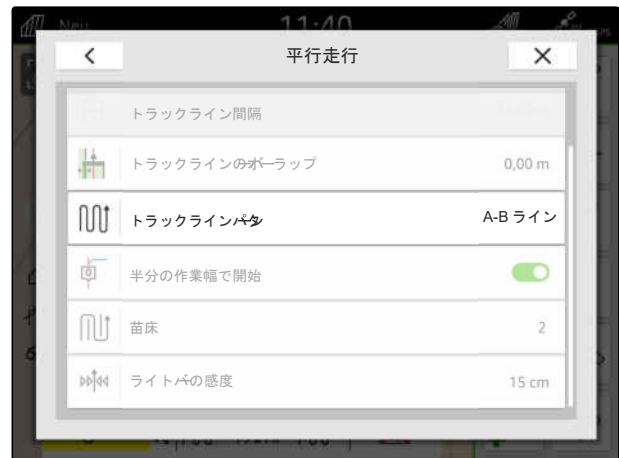 Neu 11:40
平行走行
トラックライン間隔
トラックラインのオーラップ 0,00 m
トラックラインパタン A-B ライン
半分の作業幅で開始
苗床 2
ライトバーの感度 15 cm